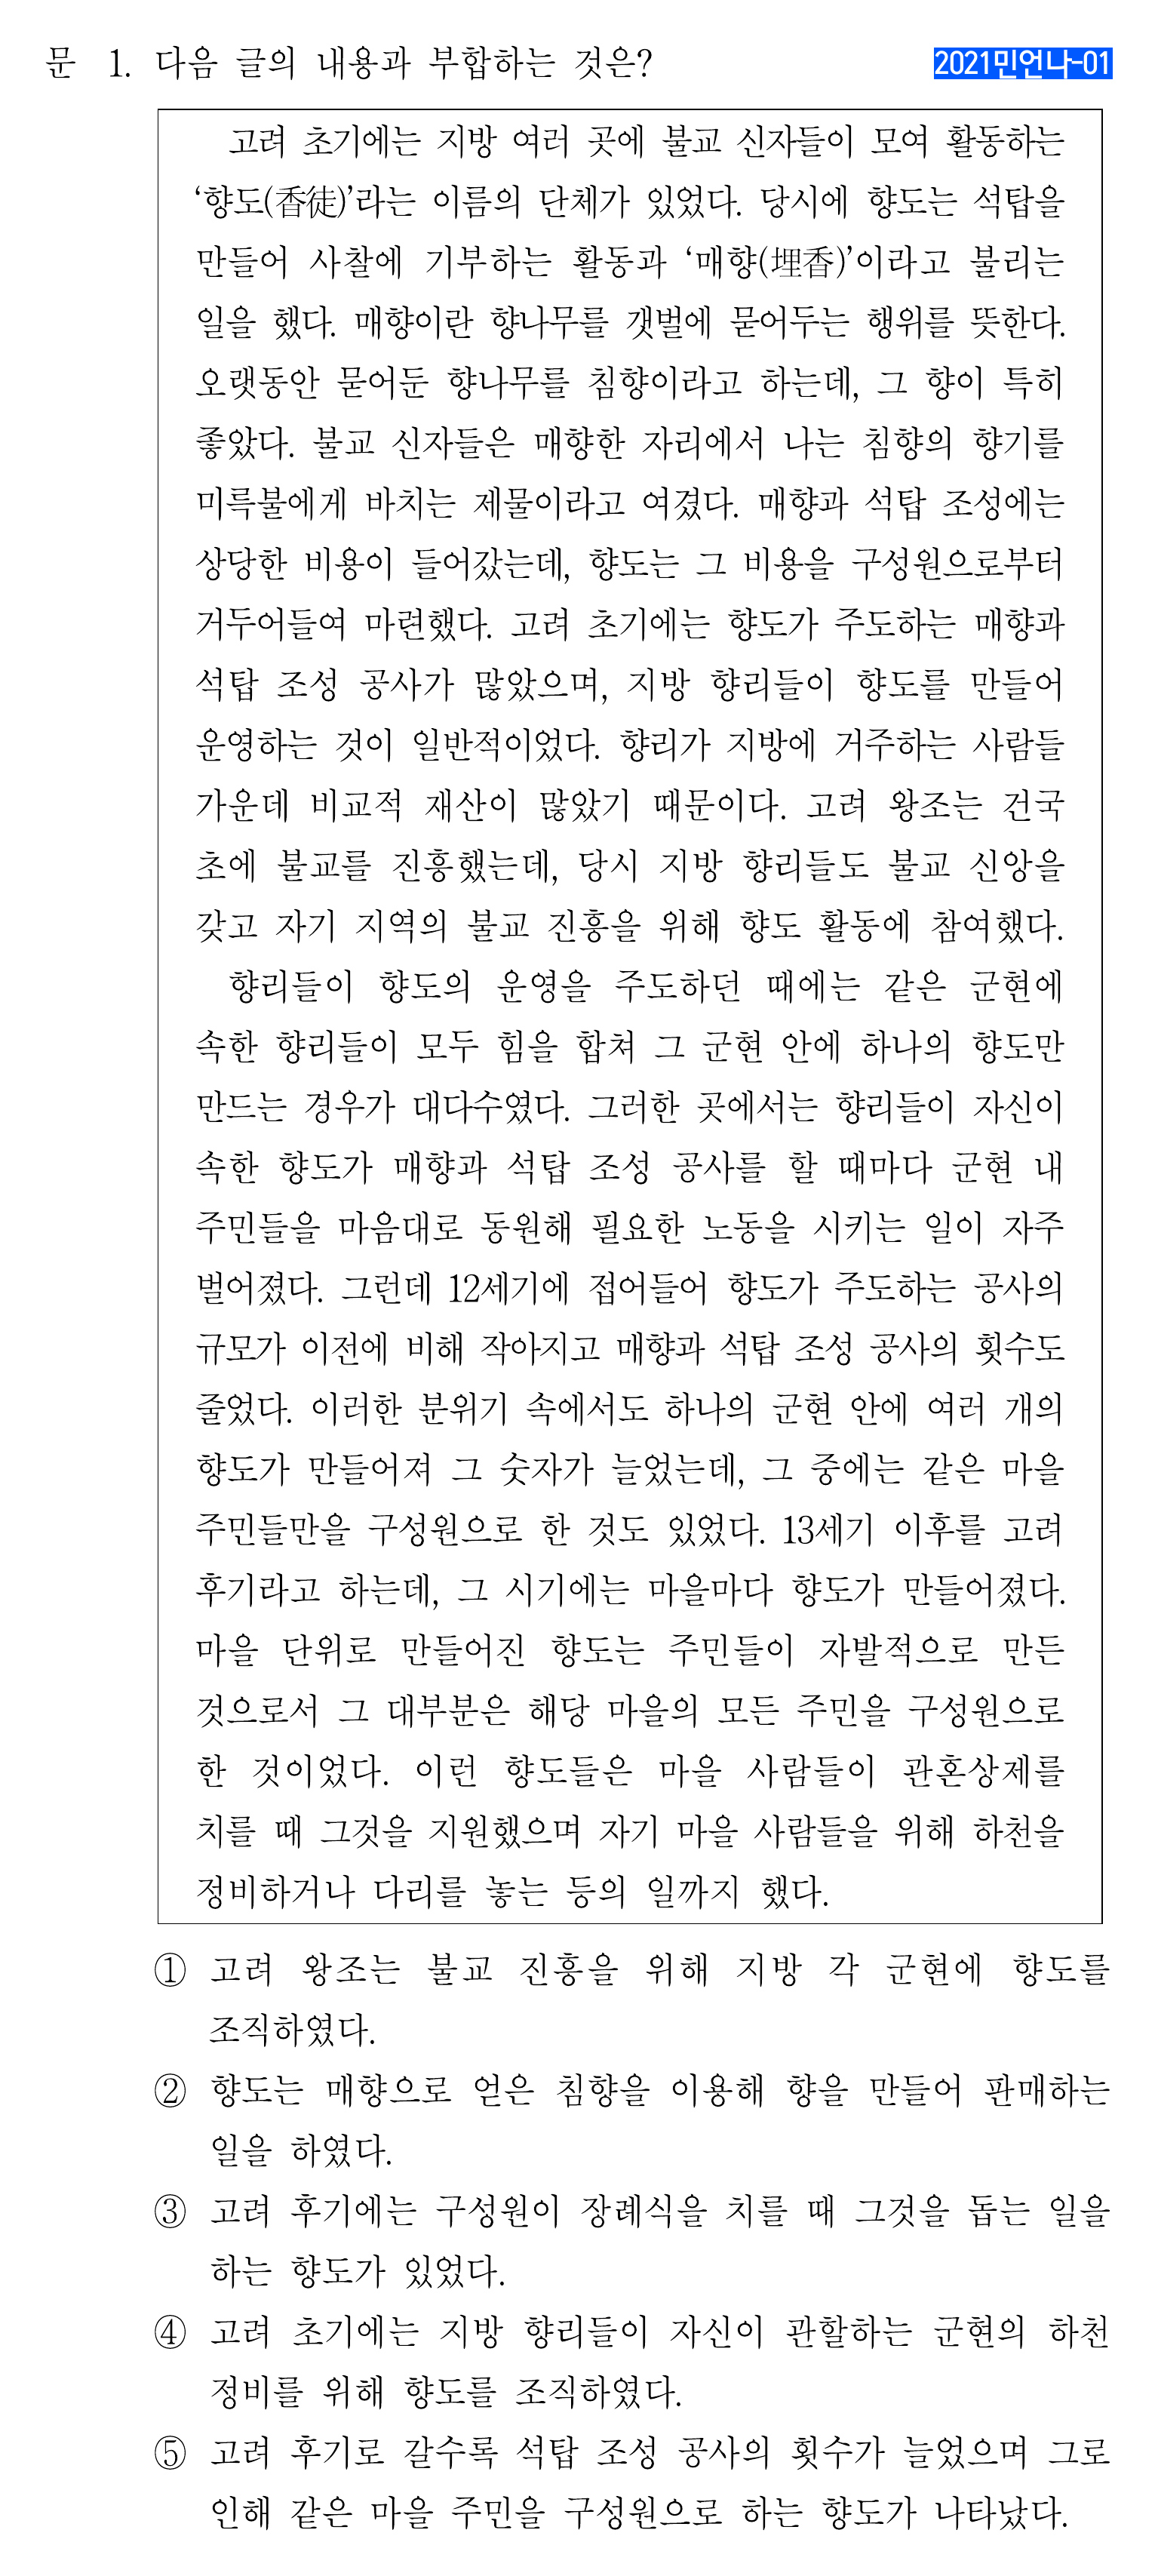 문 1. 다음 글의 내용과 부합하는 것은?
2021민언나-01
고려 초기에는 지방 여러 곳에 불교 신자들이 모여 활동하는
‘향도(香徒)’라는 이름의 단체가 있었다. 당시에 향도는 석탑을
만들어 사찰에 기부하는 활동과 ‘매향(埋香)’이라고 불리는
일을 했다. 매향이란 향나무를 갯벌에 묻어두는 행위를 뜻한다.
오랫동안 묻어둔 향나무를 침향이라고 하는데, 그 향이 특히
좋았다. 불교 신자들은 매향한 자리에서 나는 침향의 향기를
미륵불에게 바치는 제물이라고 여겼다. 매향과 석탑 조성에는
상당한 비용이 들어갔는데, 향도는 그 비용을 구성원으로부터
거두어들여 마련했다. 고려 초기에는 향도가 주도하는 매향과
석탑 조성 공사가 많았으며, 지방 향리들이 향도를 만들어
운영하는 것이 일반적이었다. 향리가 지방에 거주하는 사람들
가운데 비교적 재산이 많았기 때문이다. 고려 왕조는 건국
초에 불교를 진흥했는데, 당시 지방 향리들도 불교 신앙을
갖고 자기 지역의 불교 진흥을 위해 향도 활동에 참여했다.
향리들이 향도의 운영을 주도하던 때에는 같은 군현에
속한 향리들이 모두 힘을 합쳐 그 군현 안에 하나의 향도만
만드는 경우가 대다수였다. 그러한 곳에서는 향리들이 자신이
속한 향도가 매향과 석탑 조성 공사를 할 때마다 군현 내
주민들을 마음대로 동원해 필요한 노동을 시키는 일이 자주
벌어졌다. 그런데 12세기에 접어들어 향도가 주도하는 공사의
규모가 이전에 비해 작아지고 매향과 석탑 조성 공사의 횟수도
줄었다. 이러한 분위기 속에서도 하나의 군현 안에 여러 개의
향도가 만들어져 그 숫자가 늘었는데, 그 중에는 같은 마을
주민들만을 구성원으로 한 것도 있었다. 13세기 이후를 고려
후기라고 하는데, 그 시기에는 마을마다 향도가 만들어졌다.
마을 단위로 만들어진 향도는 주민들이 자발적으로 만든
것으로서 그 대부분은 해당 마을의 모든 주민을 구성원으로
한 것이었다. 이런 향도들은 마을 사람들이 관혼상제를
치를 때 그것을 지원했으며 자기 마을 사람들을 위해 하천을
정비하거나 다리를 놓는 등의 일까지 했다.
① 고려 왕조는 불교 진흥을 위해 지방 각 군현에 향도를
조직하였다.
② 향도는 매향으로 얻은 침향을 이용해 향을 만들어 판매하는
일을 하였다.
③ 고려 후기에는 구성원이 장례식을 치를 때 그것을 돕는 일을
하는 향도가 있었다.
④ 고려 초기에는 지방 향리들이 자신이 관할하는 군현의 하천
정비를 위해 향도를 조직하였다.
⑤ 고려 후기로 갈수록 석탑 조성 공사의 횟수가 늘었으며 그로
인해 같은 마을 주민을 구성원으로 하는 향도가 나타났다.